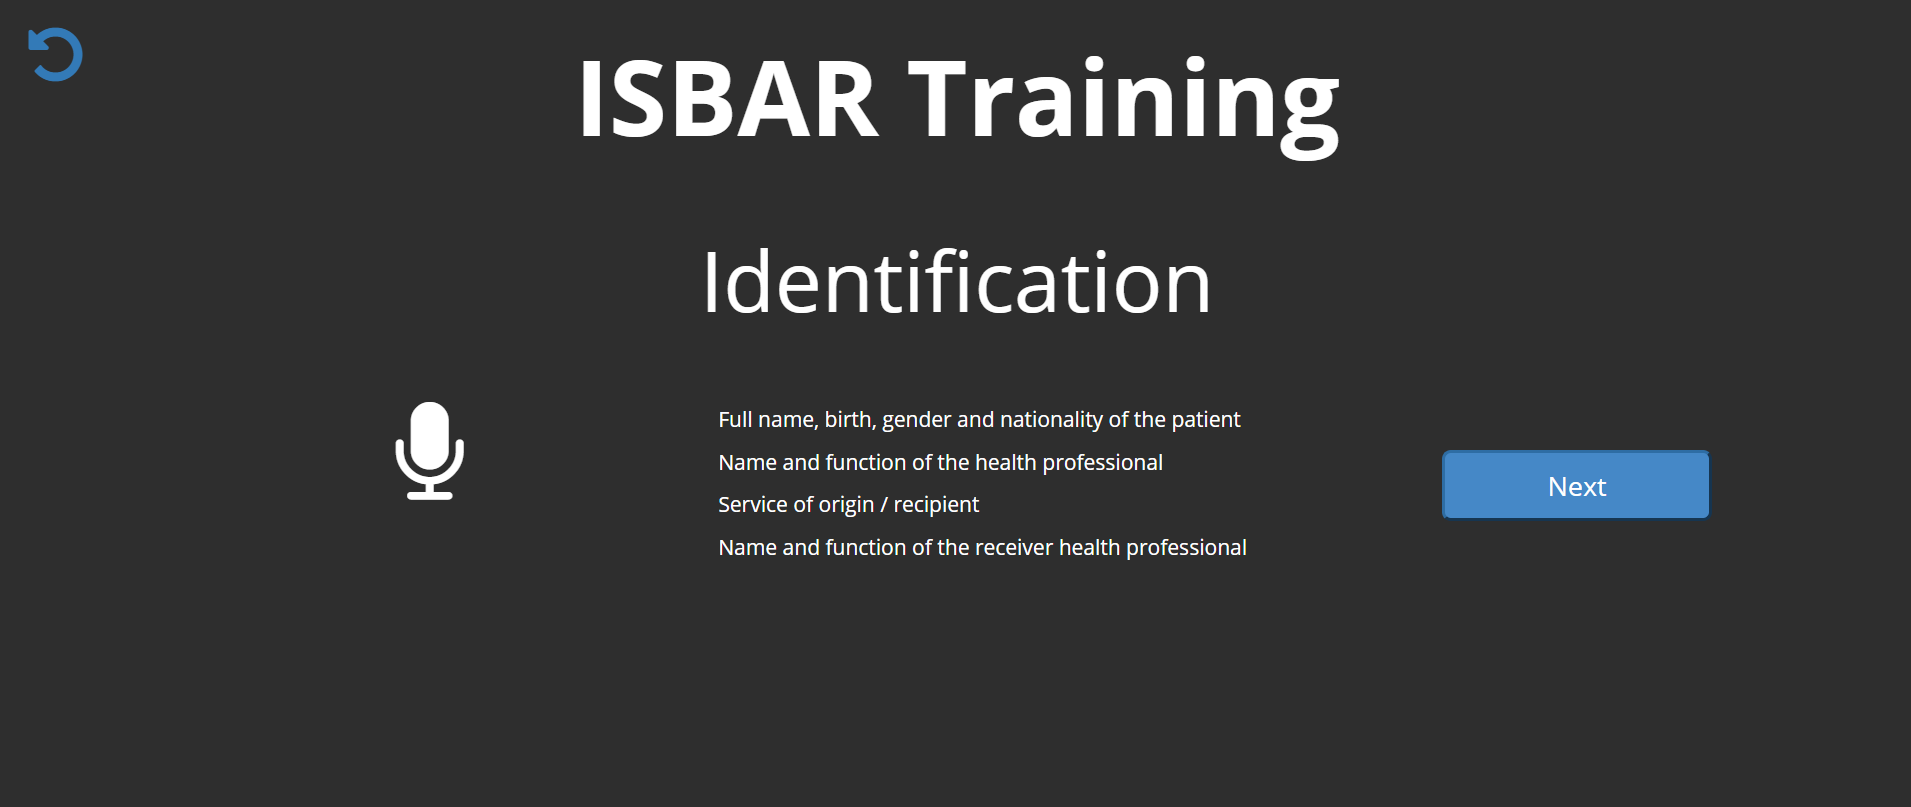 ISBAR Training
Identification
Full name, birth, gender and nationality of the patient
Name and function of the health professional
Service of origin / recipient
Name and function of the receiver health professional
Next